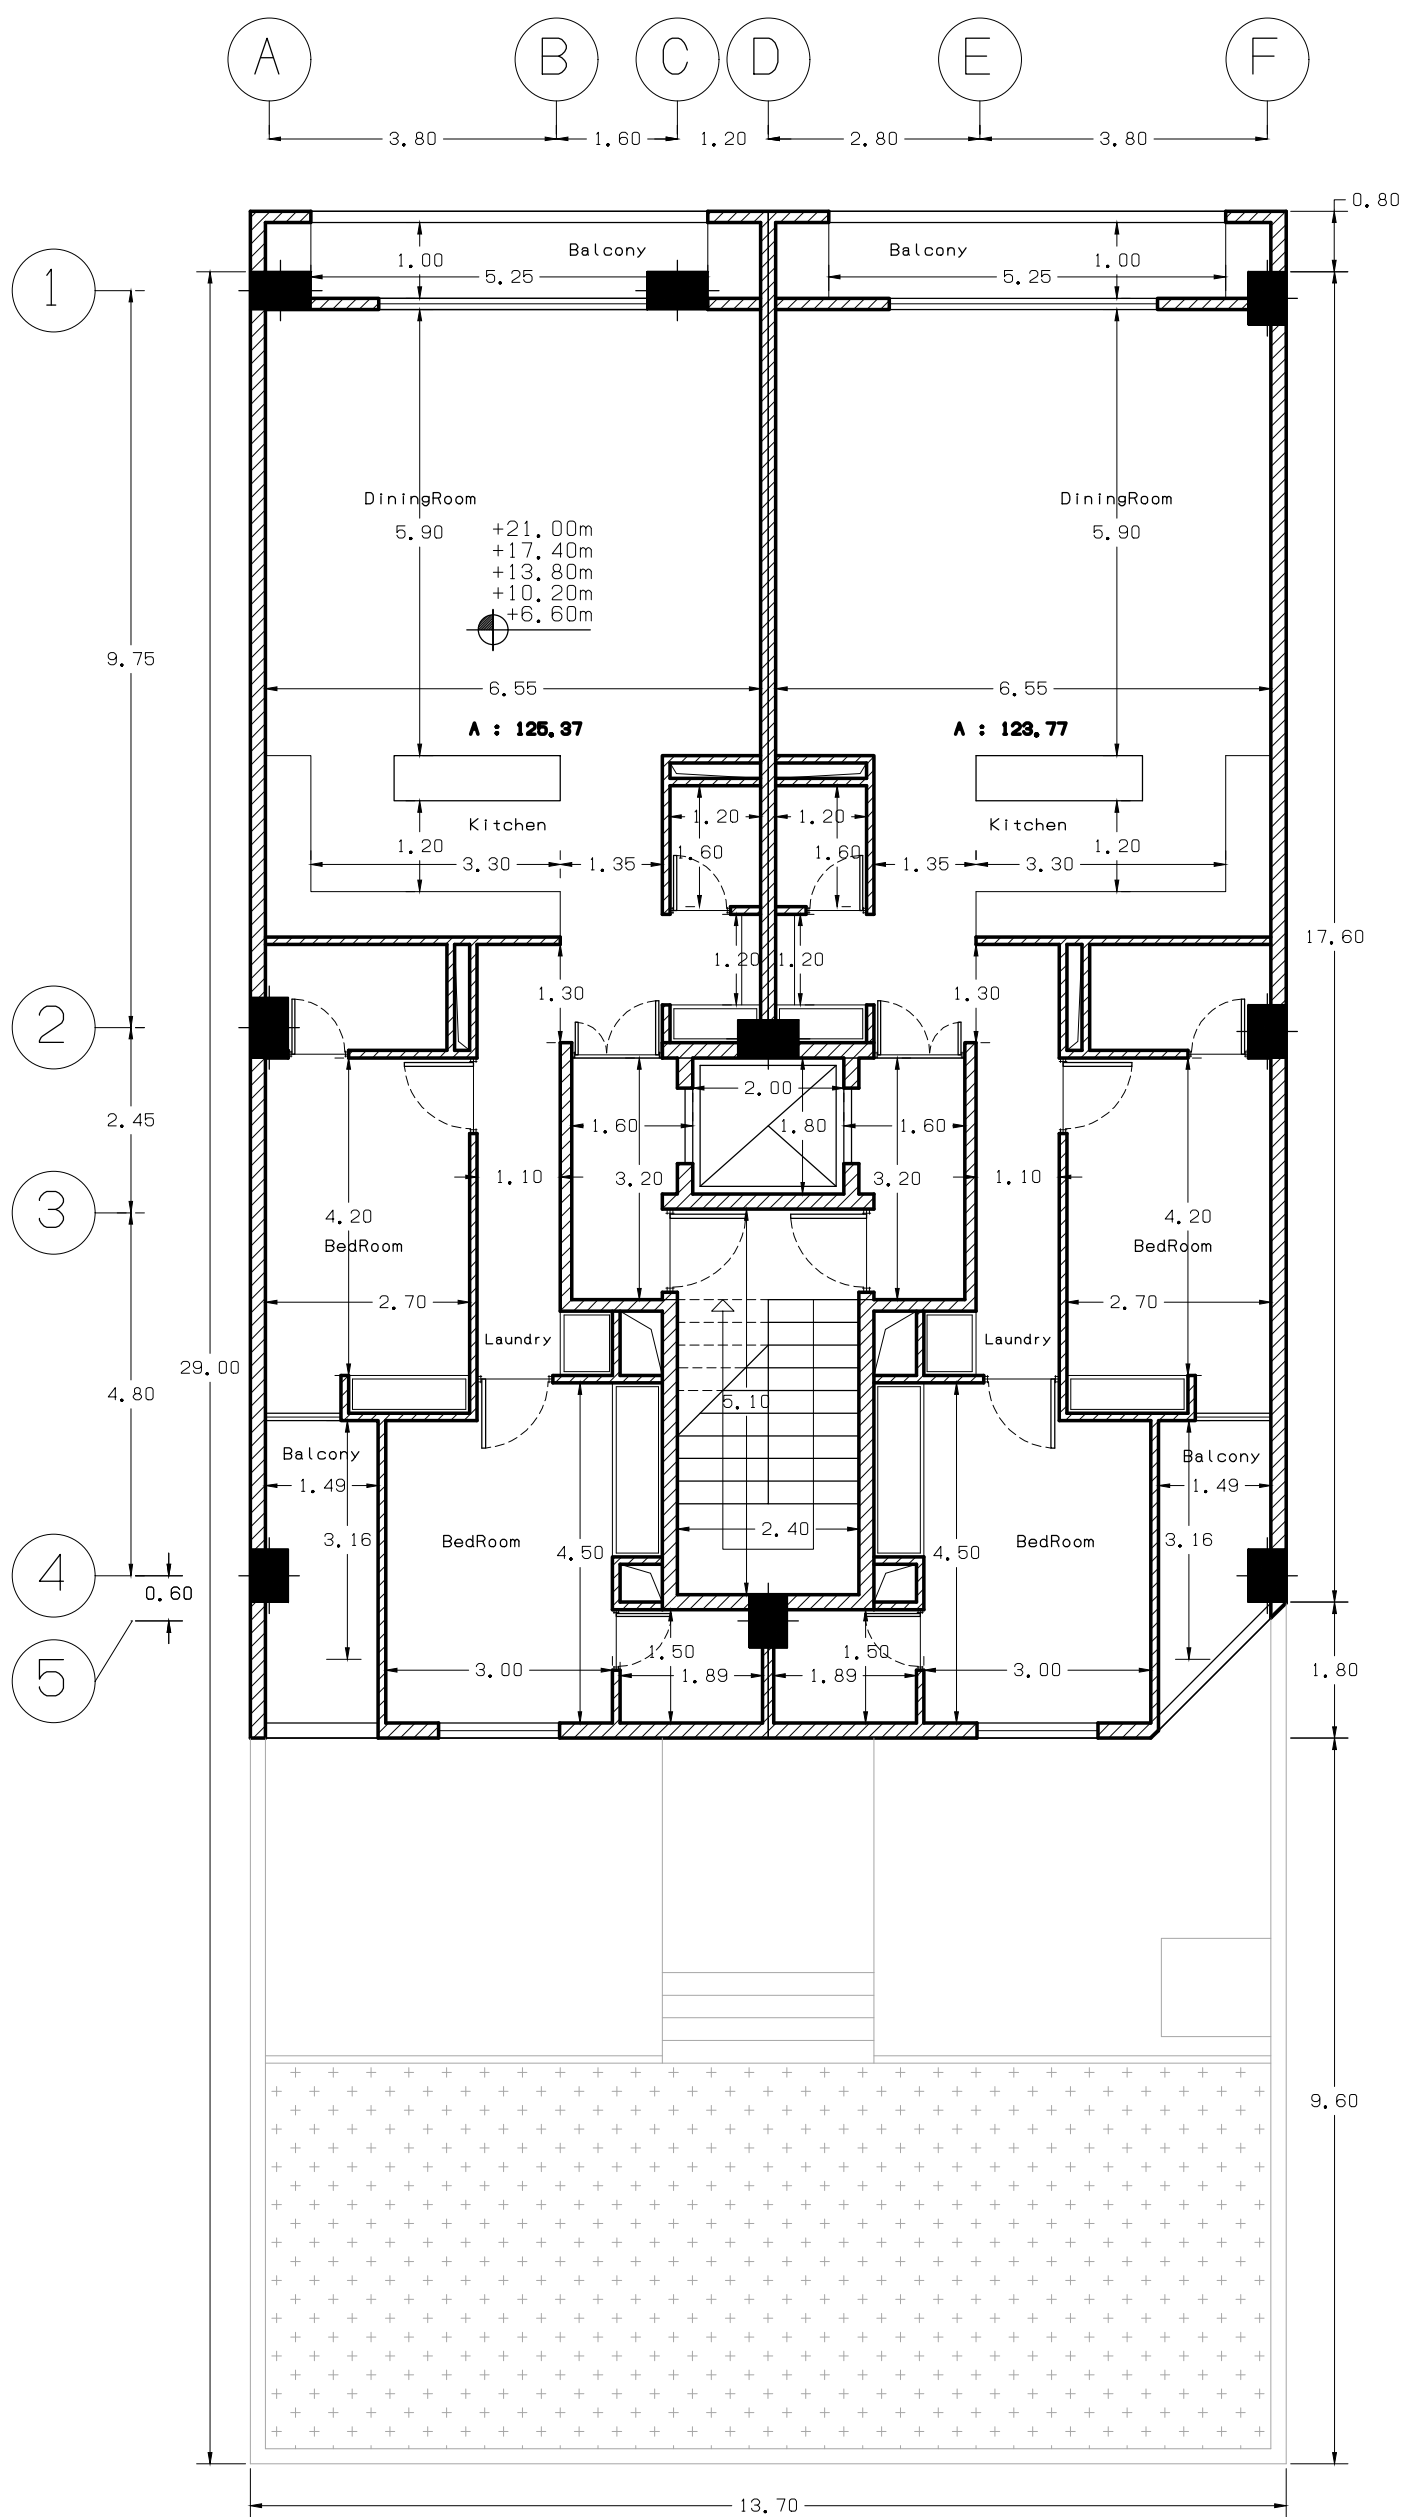 A B C D E F
3.80 1.60 1.20 2.80 3.80
0.80
Balcony Balcony
1.00 1.00
1
5.25 5.25
DiningRoom DiningRoom
5.90 5.90
+21.00m
+17.40m
+13.80m
+10.20m
+6.60m
9.75
6.55 6.55
A : 125.37 A : 123.77
1.20 1.20
Kitchen Kitchen
1.20 1.60 1.60 1.20
3.30 1.35 1.35 3.30
17.60
1.20 1.20
1.30 1.30
2
2.00
2.45 1.60 1.80 1.60
1.10 3.20 3.20 1.10
3
4.20 4.20
BedRoom BedRoom
2.70 2.70
Laundry Laundry
29.00
4.80 5.10
Balcony Balcony
1.49 1.49
2.40
3.16 BedRoom BedRoom 3.16
4.50 4.50
4
0.60
1.50 1.50
5 3.00 1.89 1.89 3.00 1.80
9.60
13.70